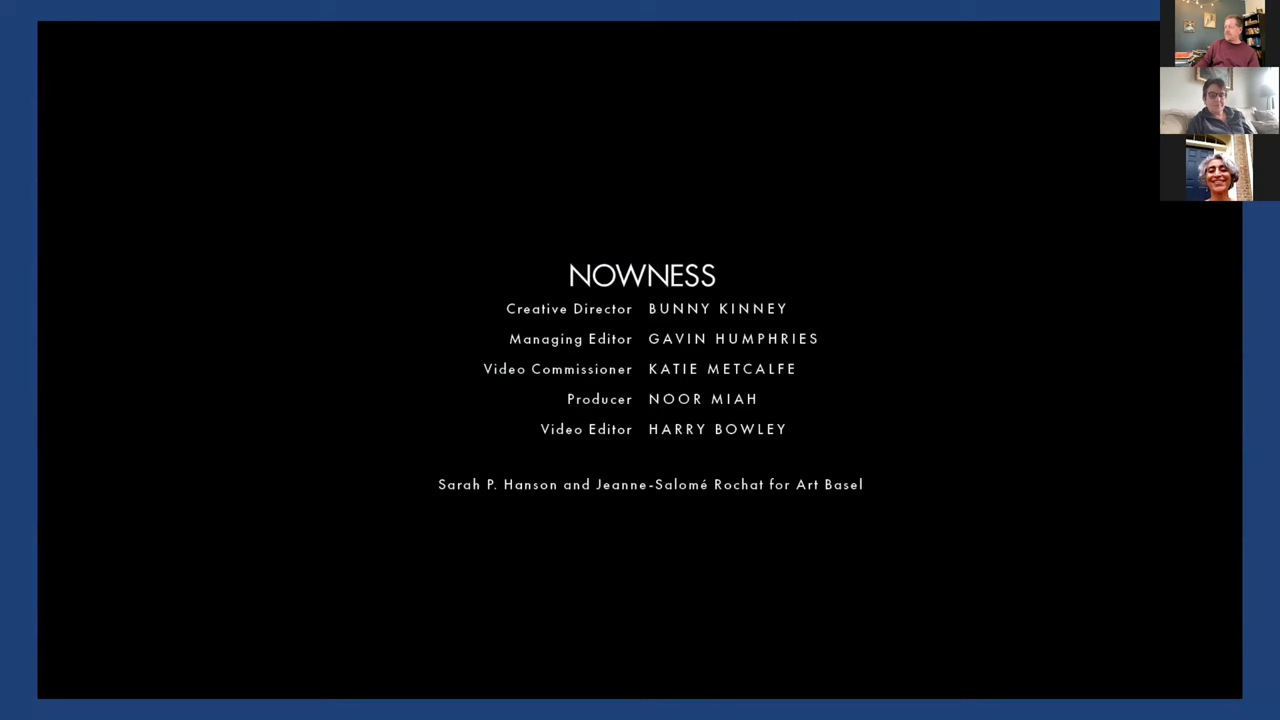 NOWNESS
Creative Director BUNNY KINNEY
Managing Editor GAVIN HUMPHRIES
Video Commissioner KATIE METCALFE
Producer NOOR MIAH
Video Editor HARRY BOWLEY
Sarah P. Hanson and Jeanne-Salomé Rochat for Art Basel